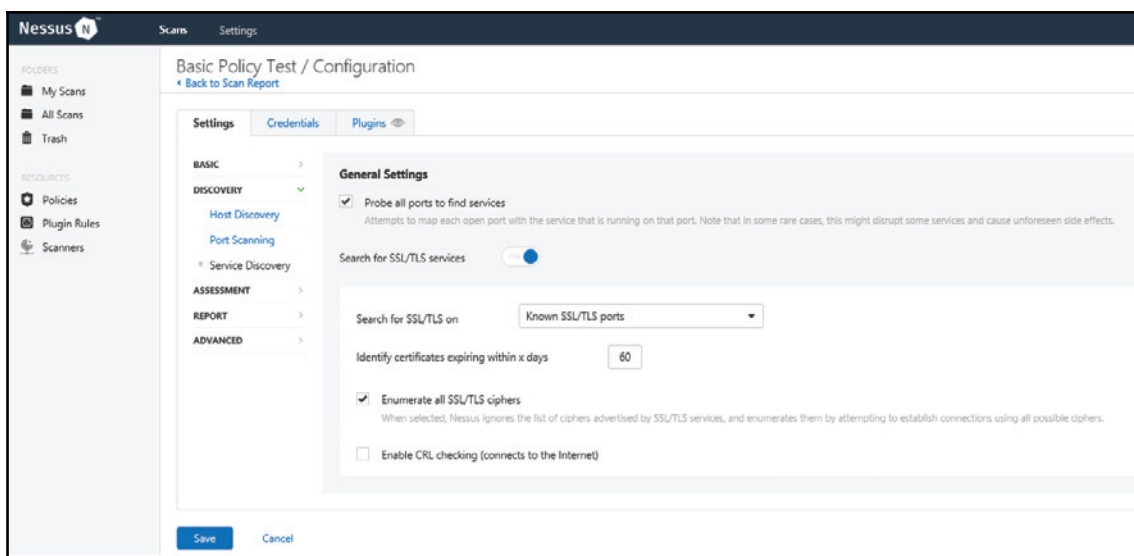 Nessus N
Scans Settings
FOLDERS
My Scans
All Scans
Trash
RESOURCES
Policies
Plugin Rules
Scanners
Basic Policy Test / Configuration
Back to Scan Report
Settings Credentials Plugins
BASIC
DISCOVERY
Host Discovery
Port Scanning
Service Discovery
ASSESSMENT
REPORT
ADVANCED
General Settings
Probe all ports to find services
Attempts to map each open port with the service that is running on that port. Note that in some rare cases, this might disrupt some services and cause unforeseen side effects.
Search for SSL/TLS services
Search for SSL/TLS on Known SSL/TLS ports
Identify certificates expiring within x days 60
Enumerate all SSL/TLS ciphers
When selected, Nessus ignores the list of ciphers advertised by SSL/TLS services, and enumerates them by attempting to establish connections using all possible ciphers.
Enable CRL checking (connects to the Internet)
Save Cancel